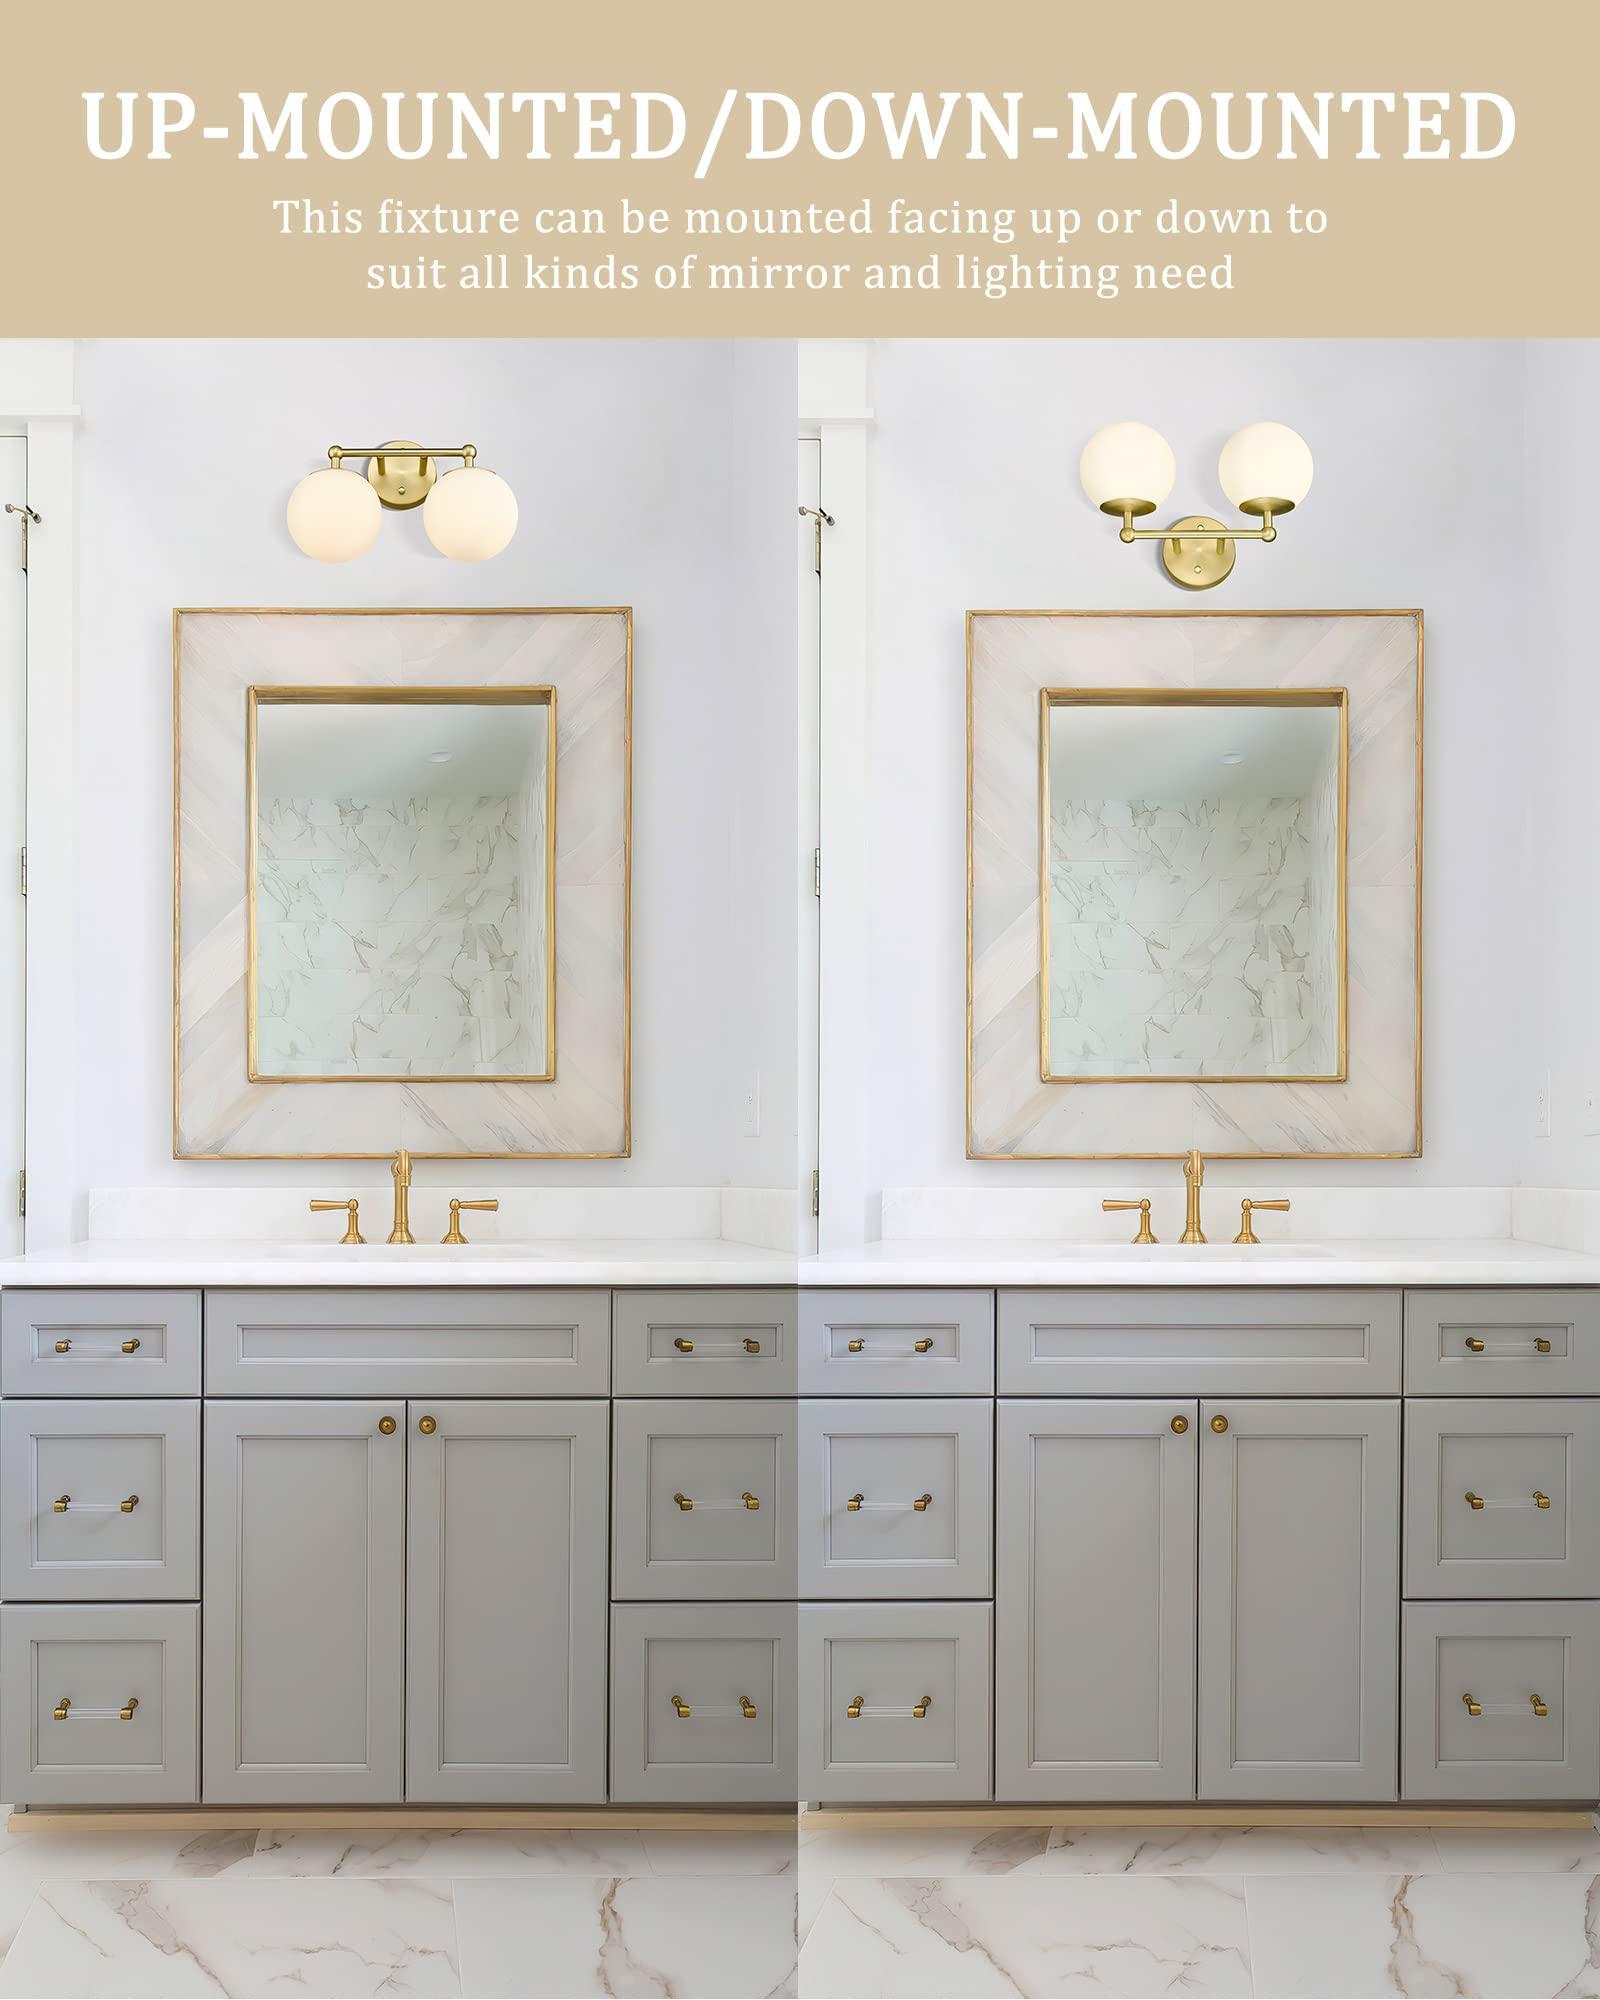 UP-MOUNTED/DOWN-MOUNTED
This fixture can be mounted facing up or down to
suit all kinds of mirror and lighting need